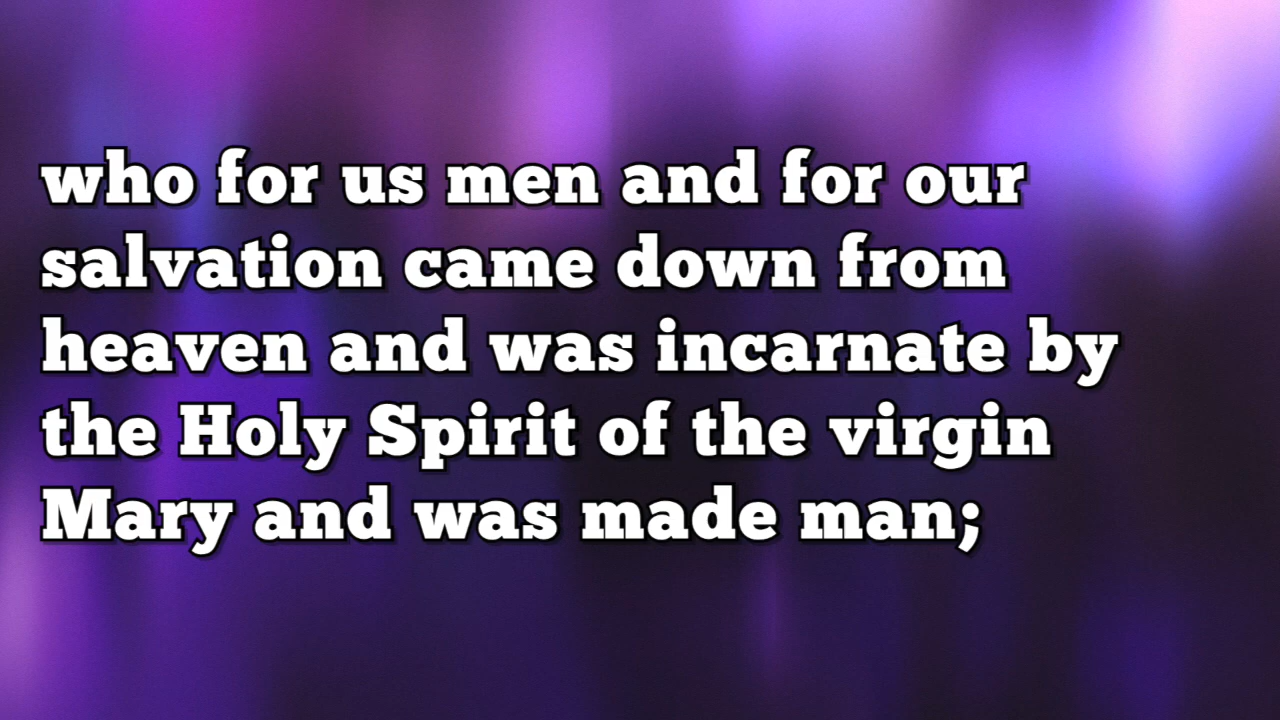 who for us men and for our
salvation came down from
heaven and was incarnate by
the Holy Spirit of the virgin
Mary and was made man;